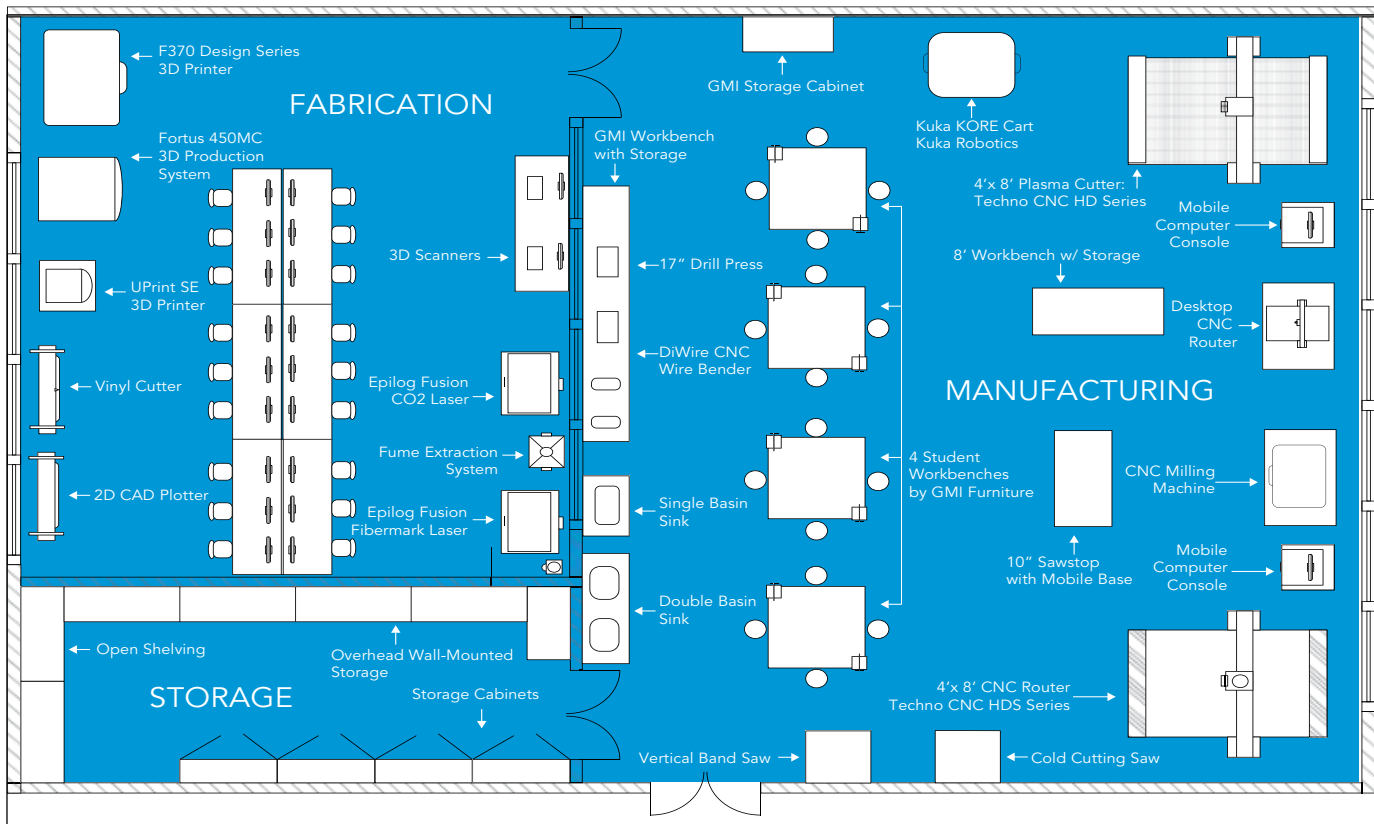 F370 Design Series
3D Printer
FABRICATION
Fortus 450MC
3D Production
System
UPrint SE
3D Printer
Vinyl Cutter
2D CAD Plotter
3D Scanners
Epilog Fusion
CO2 Laser
Fume Extraction
System
Epilog Fusion
Fibermark Laser
GMI Storage Cabinet
GMI Workbench
with Storage
17” Drill Press
DiWire CNC
Wire Bender
Single Basin
Sink
Double Basin
Sink
Kuka KORE Cart
Kuka Robotics
4’x 8’ Plasma Cutter:
Techno CNC HD Series
Mobile
Computer
Console
8’ Workbench w/ Storage
Desktop
CNC
Router
MANUFACTURING
4 Student
Workbenches
by GMI Furniture
CNC Milling
Machine
10” Sawstop
with Mobile Base
Mobile
Computer
Console
4’x 8’ CNC Router
Techno CNC HDS Series
Vertical Band Saw
Cold Cutting Saw
Open Shelving
Overhead Wall-Mounted
Storage
STORAGE
Storage Cabinets